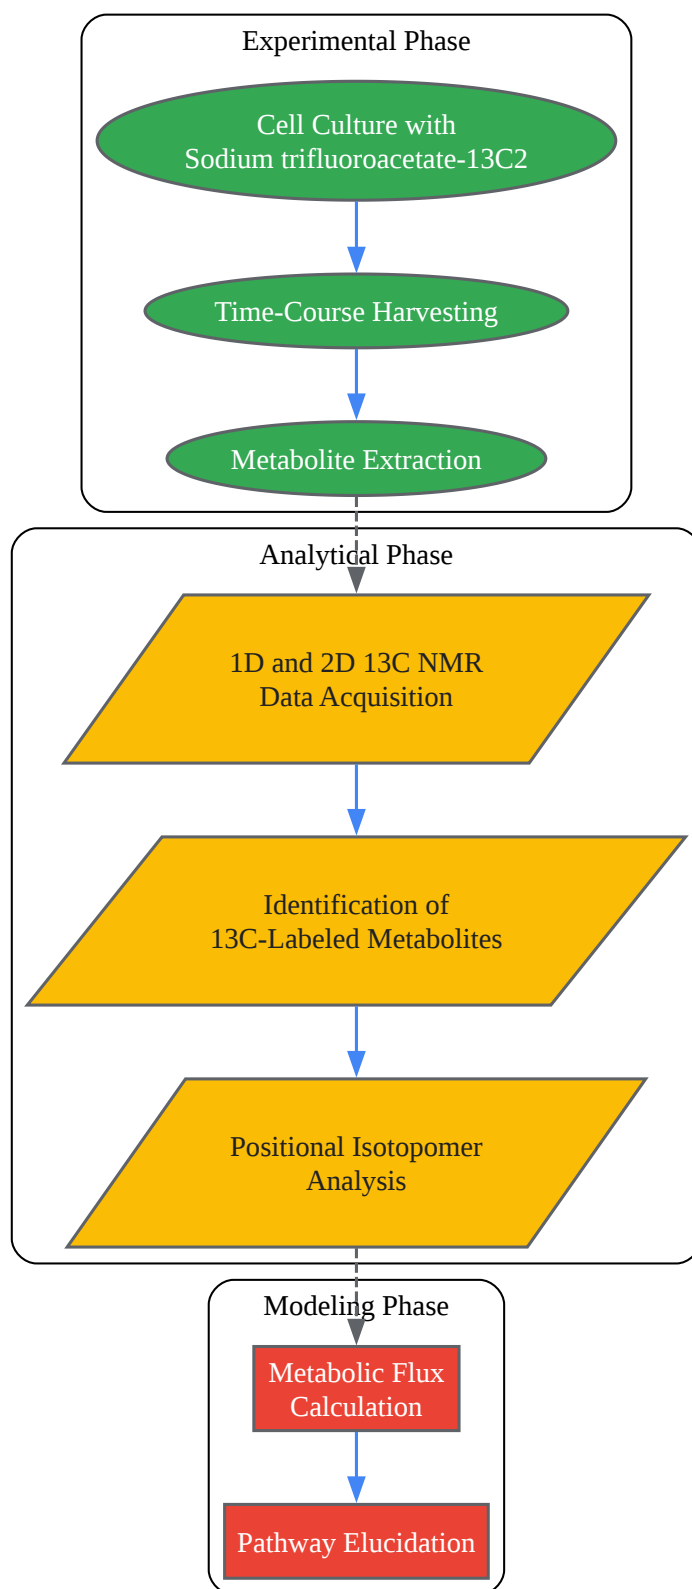 Experimental Phase
Cell Culture with
Sodium trifluoroacetate-13C2
Time-Course Harvesting
Metabolite Extraction
Analytical Phase
1D and 2D 13C NMR
Data Acquisition
Identification of
13C-Labeled Metabolites
Positional Isotopomer
Analysis
Modeling Phase
Metabolic Flux
Calculation
Pathway Elucidation